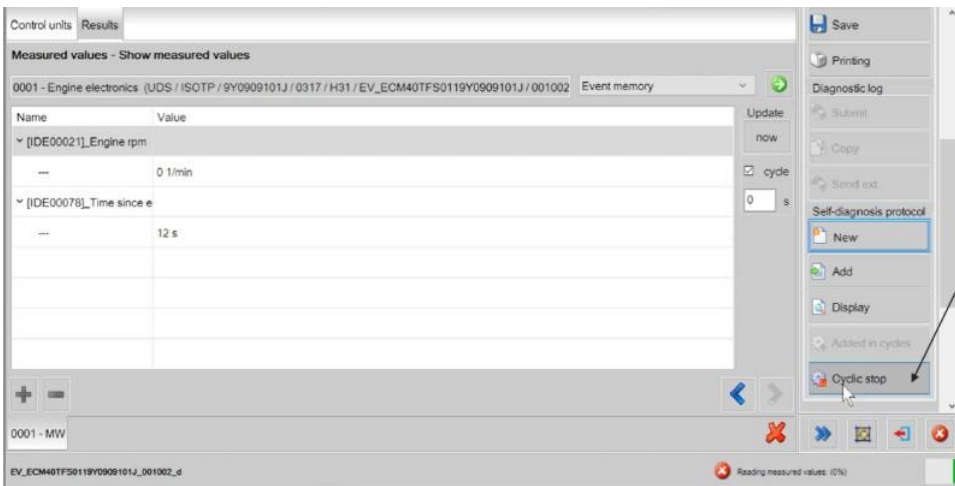 Control units Results
Measured values - Show measured values
0001 - Engine electronics (UDS / ISOTP / 9Y0909101J / 0317 / H31 / EV_ECM40TFS0119Y0909101J / 001002 Event memory
Name Value Update
now
[IDE00021]_Engine rpm
--- 0 1/min
cycle
[IDE00078]_Time since e
0 s
--- 12 s
0001 - MW
EV_ECM40TFS0119Y0909101J_001002_d
Reading measured values: (0%)
Save
Printing
Diagnostic log
Submit
Copy
Send ext.
Self-diagnosis protocol
New
Add
Display
Added in cycles
Cyclic stop